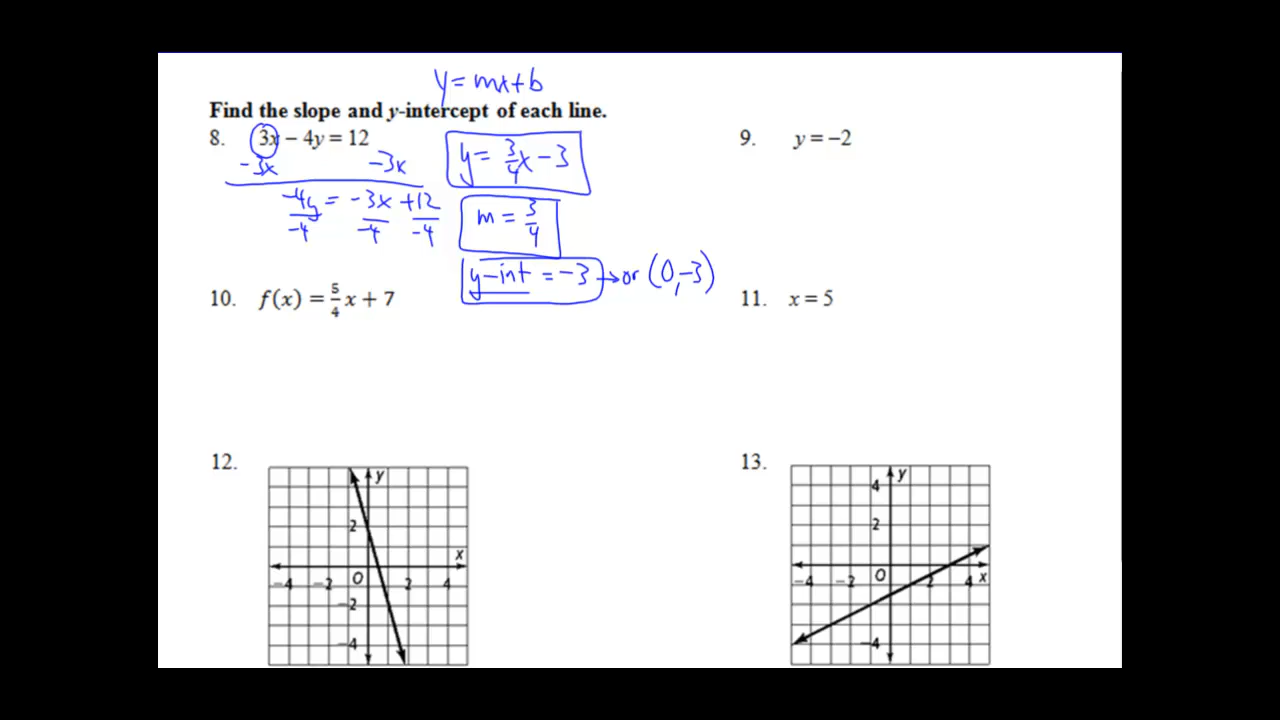 y = mx + b
Find the slope and y-intercept of each line.
8. 3x − 4y = 12
−3x −3x
−4y = −3x + 12
−4 −4 −4
y = 3/4 x − 3
m = 3/4
y-int = −3 → or (0, −3)
9. y = −2
10. f(x) = 5/4 x + 7
11. x = 5
12.
y
2
x
−4 −2 O 2 4
−2
−4
13.
y
4
2
O
−4 −2 2 4 x
−4